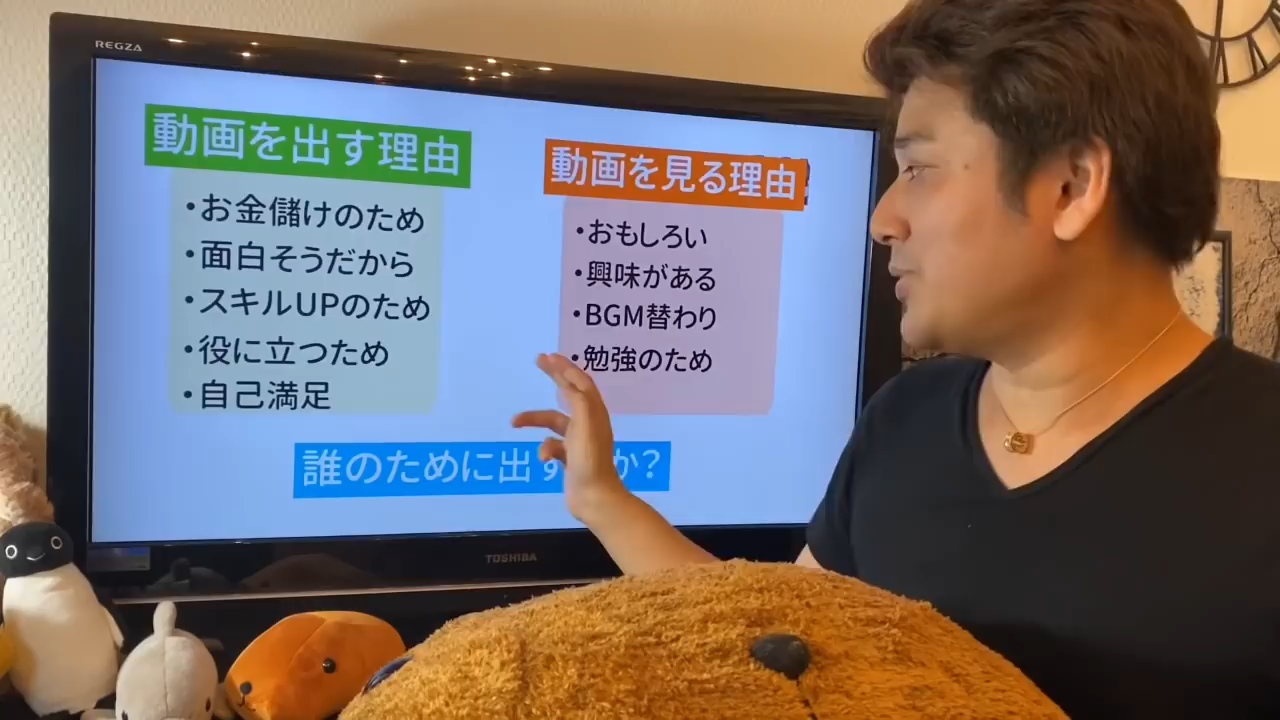 REGZA
動画を出す理由
・お金儲けのため
・面白そうだから
・スキルUPのため
・役に立つため
・自己満足
動画を見る理由
・おもしろい
・興味がある
・BGM替わり
・勉強のため
誰のために出す か？
TOSHIBA